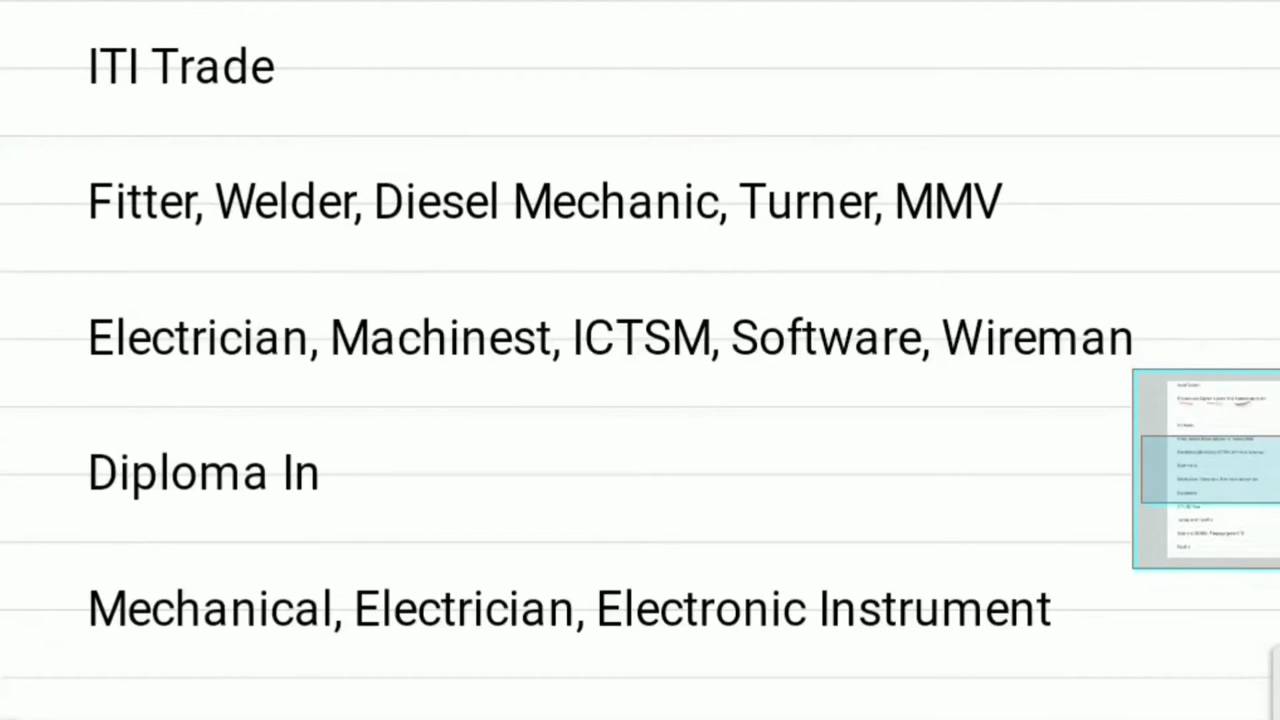 ITI Trade
Fitter, Welder, Diesel Mechanic, Turner, MMV
Electrician, Machinest, ICTSM, Software, Wireman
Diploma In
Mechanical, Electrician, Electronic Instrument